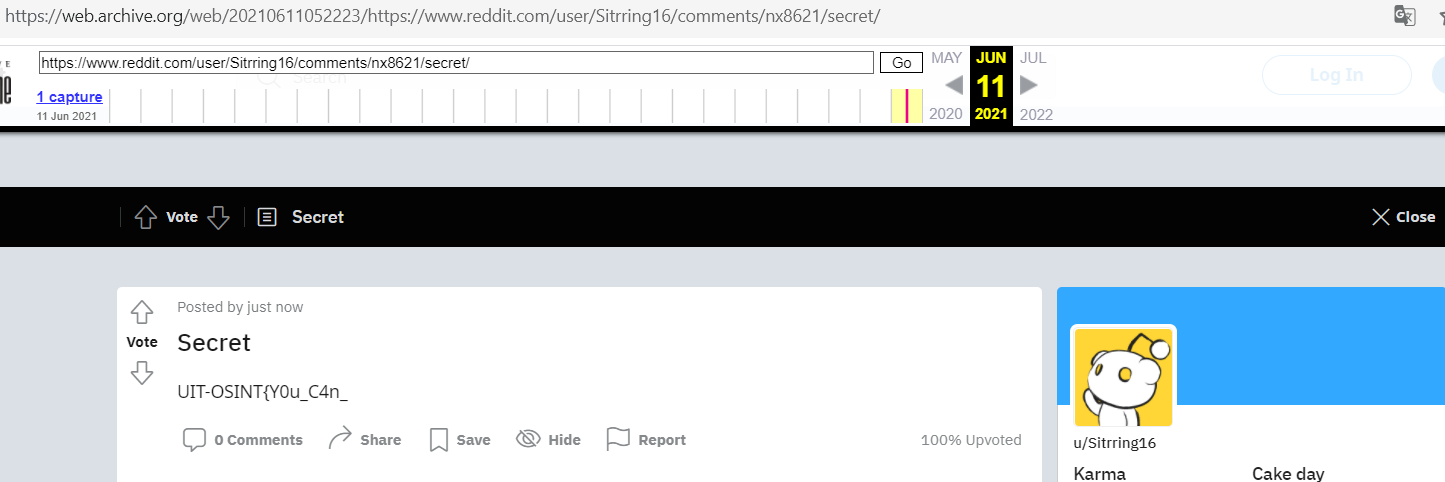 https://web.archive.org/web/20210611052223/https://www.reddit.com/user/Sitrring16/comments/nx8621/secret/
https://www.reddit.com/user/Sitrring16/comments/nx8621/secret/ Go MAY JUN JUL
Search Log In
1 capture 11
11 Jun 2021 2020 2021 2022
Vote Secret Close
Posted by just now
Vote Secret
UIT-OSINT{Y0u_C4n_
0 Comments Share Save Hide Report 100% Upvoted
u/Sitrring16
Karma Cake day